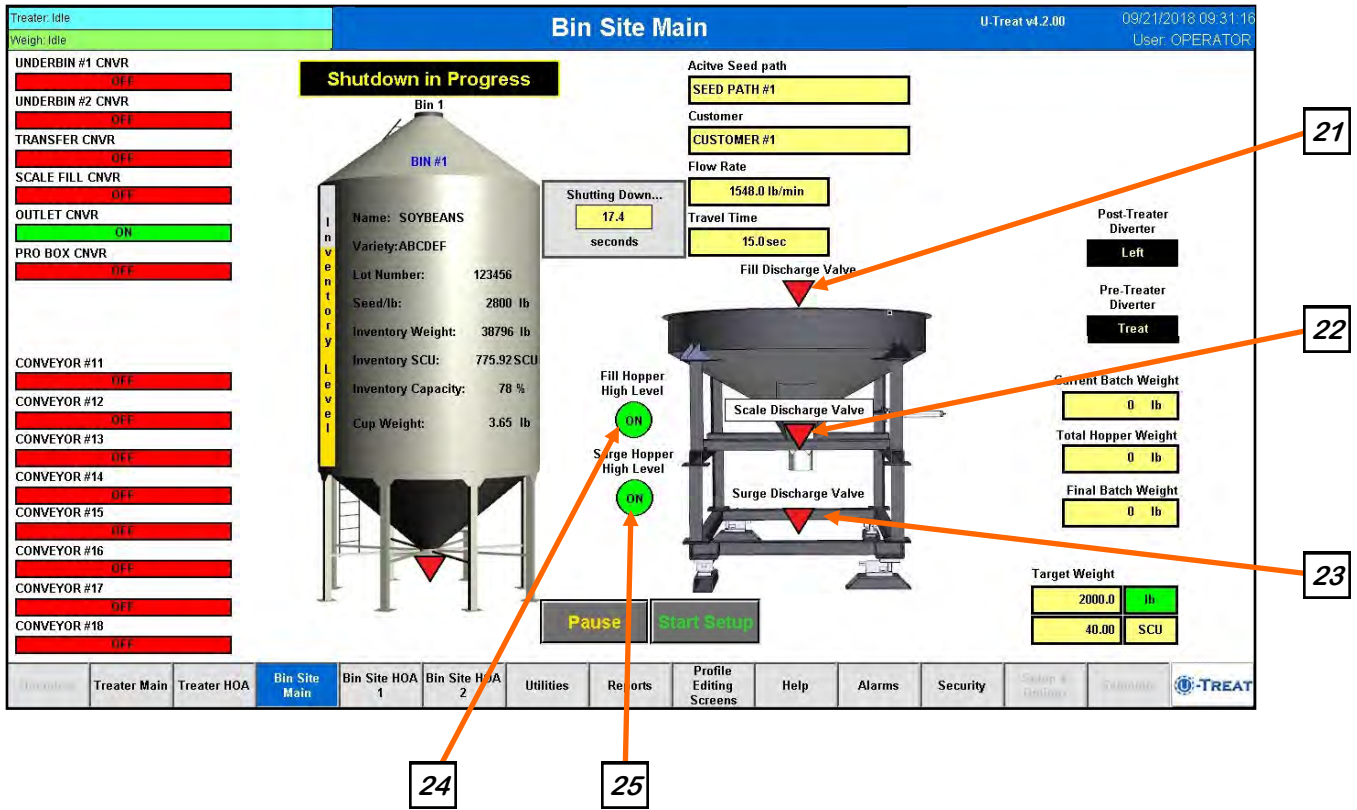 Treater: Idle
Weigh: Idle
Bin Site Main
U-Treat v4.2.00
09/21/2018 09:31:16
User: OPERATOR
UNDERBIN #1 CNVR
OFF
UNDERBIN #2 CNVR
OFF
TRANSFER CNVR
OFF
SCALE FILL CNVR
OFF
OUTLET CNVR
ON
PRO BOX CNVR
OFF
CONVEYOR #11
OFF
CONVEYOR #12
OFF
CONVEYOR #13
OFF
CONVEYOR #14
OFF
CONVEYOR #15
OFF
CONVEYOR #16
OFF
CONVEYOR #17
OFF
CONVEYOR #18
OFF
Shutdown in Progress
Bin 1
BIN #1
Inventory Level
Name: SOYBEANS
Variety:ABCDEF
Lot Number: 123456
Seed/lb: 2800 lb
Inventory Weight: 38796 lb
Inventory SCU: 775.92 SCU
Inventory Capacity: 78 %
Cup Weight: 3.65 lb
Shutting Down...
17.4
seconds
Acitve Seed path
SEED PATH #1
Customer
CUSTOMER #1
Flow Rate
1548.0 lb/min
Travel Time
15.0 sec
Fill Discharge Valve
Fill Hopper
High Level
ON
Scale Discharge Valve
Surge Hopper
High Level
ON
Surge Discharge Valve
Post-Treater
Diverter
Left
Pre-Treater
Diverter
Treat
Current Batch Weight
0 lb
Total Hopper Weight
0 lb
Final Batch Weight
0 lb
Target Weight
2000.0 lb
40.00 SCU
Pause
Start Setup
Treater Main
Treater HOA
Bin Site
Main
Bin Site HOA
1
Bin Site HOA
2
Utilities
Reports
Profile
Editing
Screens
Help
Alarms
Security
Setup &
Options
U-TREAT
21
22
23
24
25